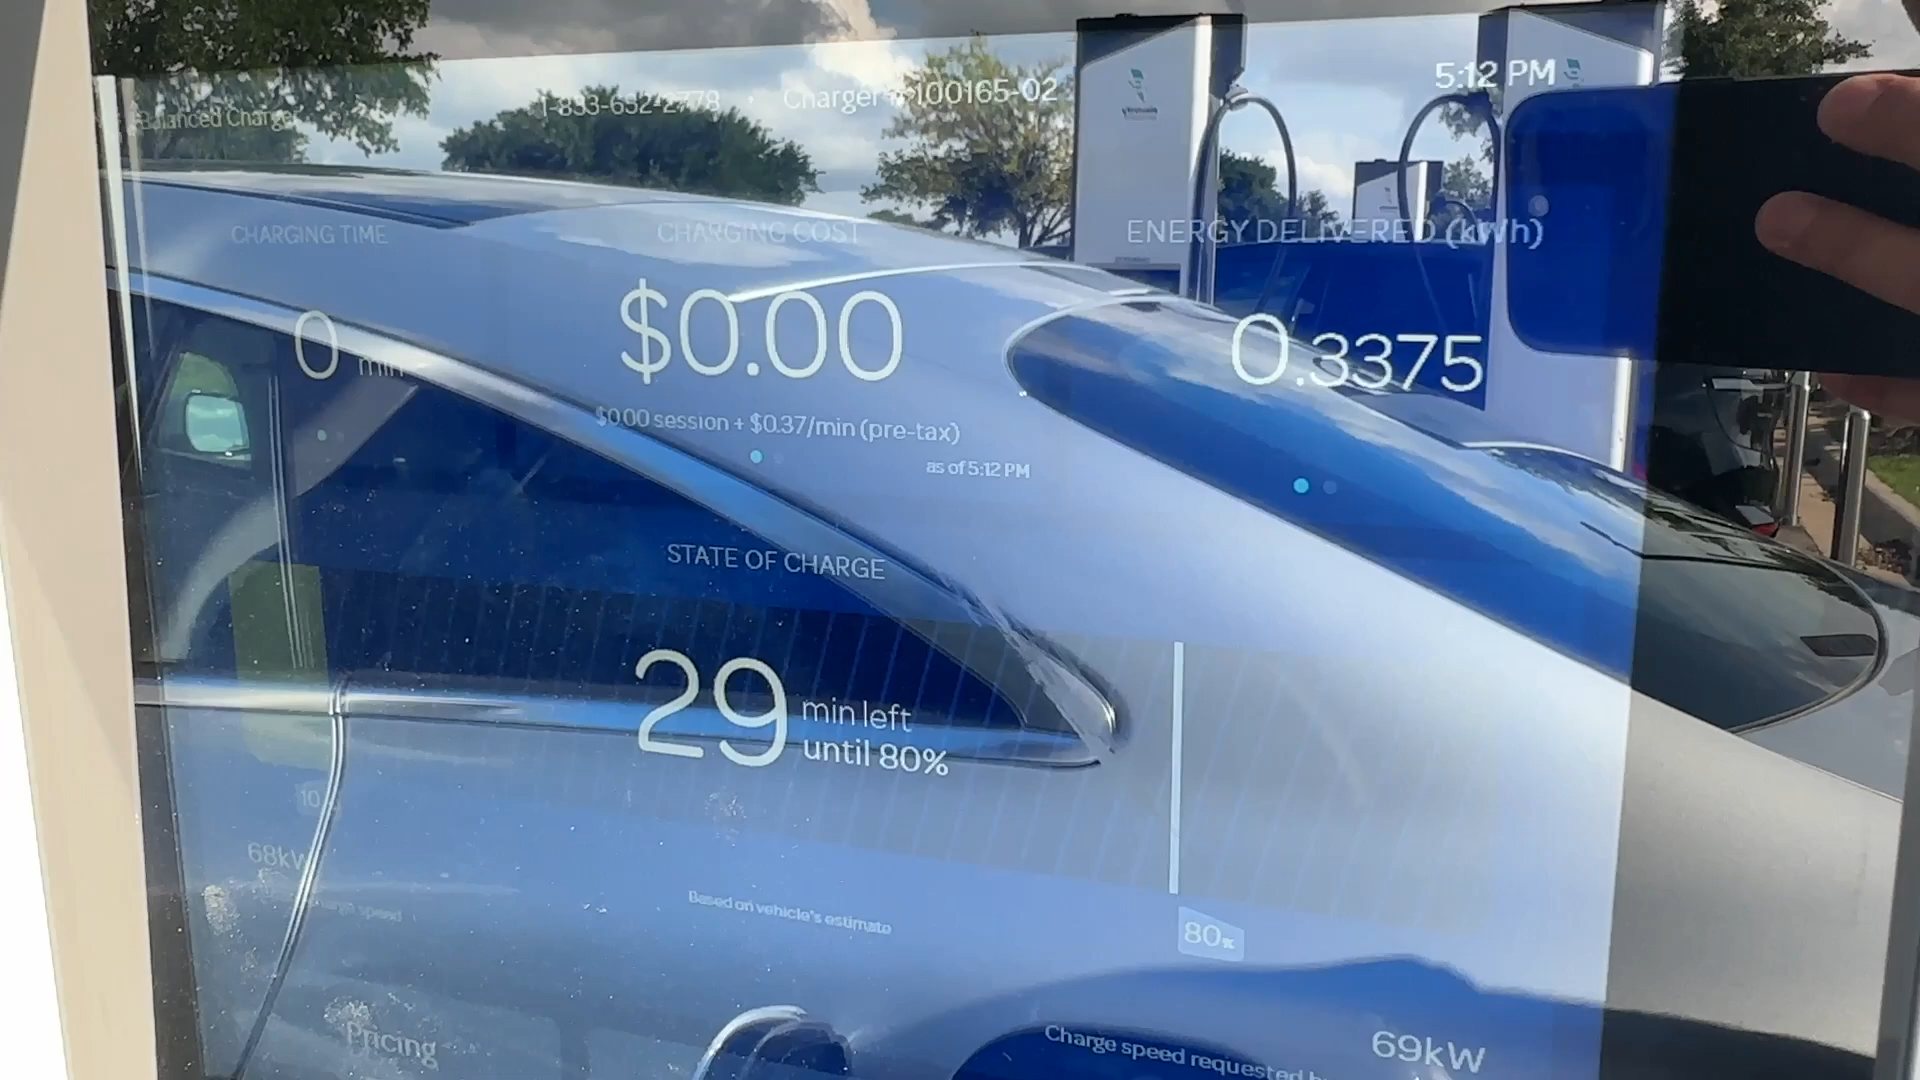 5:12 PM
Balanced Charger
1-833-632-2778 · Charger # 100165-02
CHARGING TIME
CHARGING COST
ENERGY DELIVERED (kWh)
0 min
$0.00
0.3375
$0.00 session + $0.37/min (pre-tax)
as of 5:12 PM
STATE OF CHARGE
29 min left
until 80%
10%
68kW
charge speed
Based on vehicle's estimate
80%
Pricing
Charge speed requested
69kW